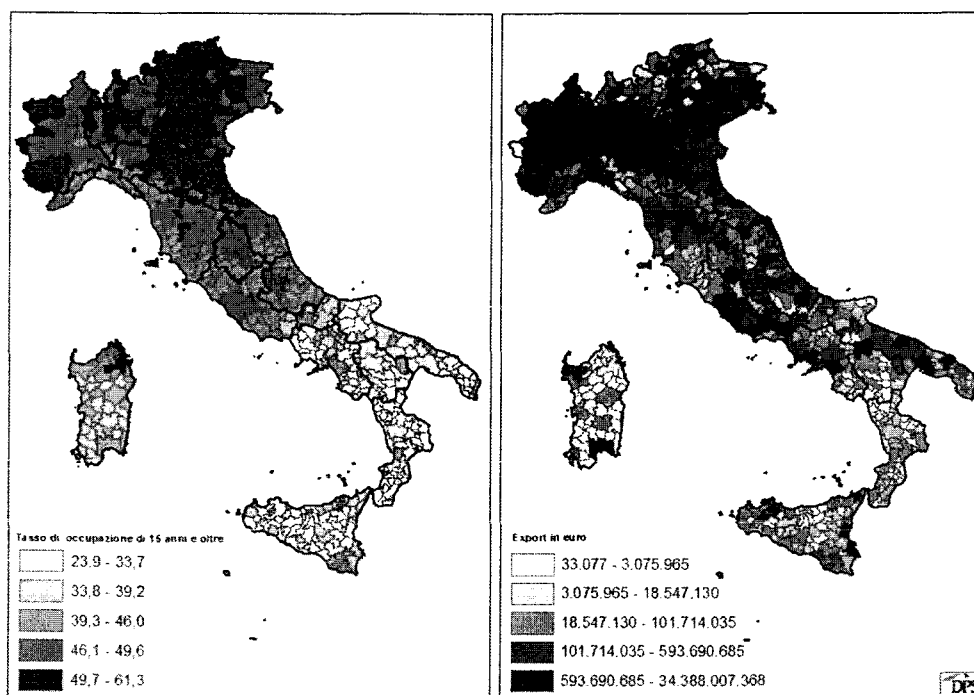 Tasso di occupazione di 15 anni e oltre
23,9 - 33,7
33,8 - 39,2
39,3 - 46,0
46,1 - 49,6
49,7 - 61,3
Export in euro
33.077 - 3.075.965
3.075.965 - 18.547.130
18.547.130 - 101.714.035
101.714.035 - 593.690.685
593.690.685 - 34.388.007.368
DPS